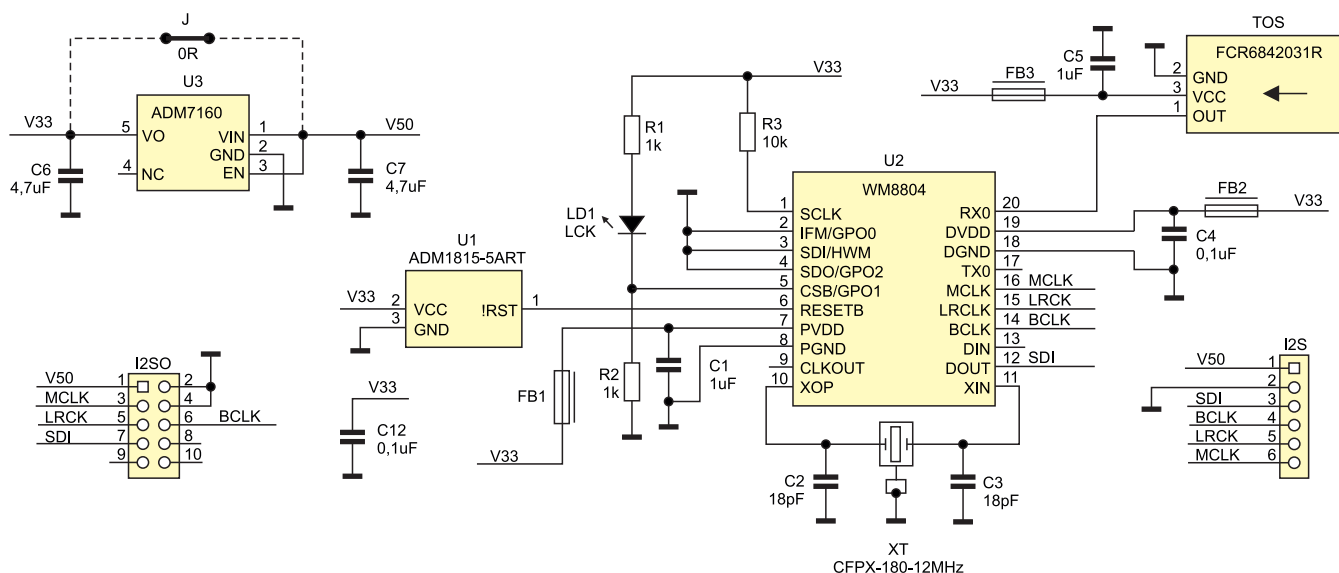 J
0R
U3
ADM7160
V33
5
VO
VIN
1
V50
GND
2
4
NC
EN
3
C6
4,7uF
C7
4,7uF
V33
R1
1k
R3
10k
LD1
LCK
U1
ADM1815-5ART
V33
2
VCC
3
GND
!RST
1
U2
WM8804
1
SCLK
2
IFM/GPO0
3
SDI/HWM
4
SDO/GPO2
5
CSB/GPO1
6
RESETB
7
PVDD
8
PGND
9
CLKOUT
10
XOP
RX0
20
DVDD
19
DGND
18
TX0
17
MCLK
16
MCLK
LRCLK
15
LRCK
BCLK
14
BCLK
DIN
13
DOUT
12
SDI
XIN
11
TOS
FCR6842031R
2
GND
3
VCC
1
OUT
C5
1uF
V33
FB3
FB2
V33
C4
0,1uF
I2SO
V50
1
2
MCLK
3
4
LRCK
5
6
BCLK
SDI
7
8
9
10
V33
C12
0,1uF
FB1
V33
R2
1k
C1
1uF
C2
18pF
C3
18pF
XT
CFPX-180-12MHz
I2S
V50
1
2
SDI
3
BCLK
4
LRCK
5
MCLK
6